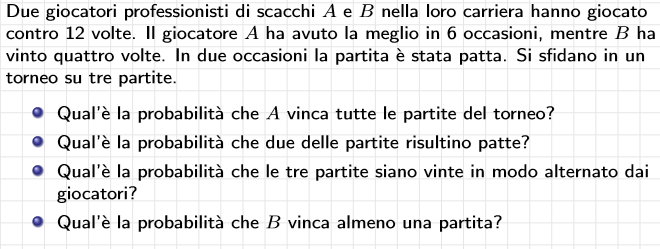 Due giocatori professionisti di scacchi A e B nella loro carriera hanno giocato
contro 12 volte. Il giocatore A ha avuto la meglio in 6 occasioni, mentre B ha
vinto quattro volte. In due occasioni la partita è stata patta. Si sfidano in un
torneo su tre partite.
Qual'è la probabilità che A vinca tutte le partite del torneo?
Qual'è la probabilità che due delle partite risultino patte?
Qual'è la probabilità che le tre partite siano vinte in modo alternato dai
giocatori?
Qual'è la probabilità che B vinca almeno una partita?